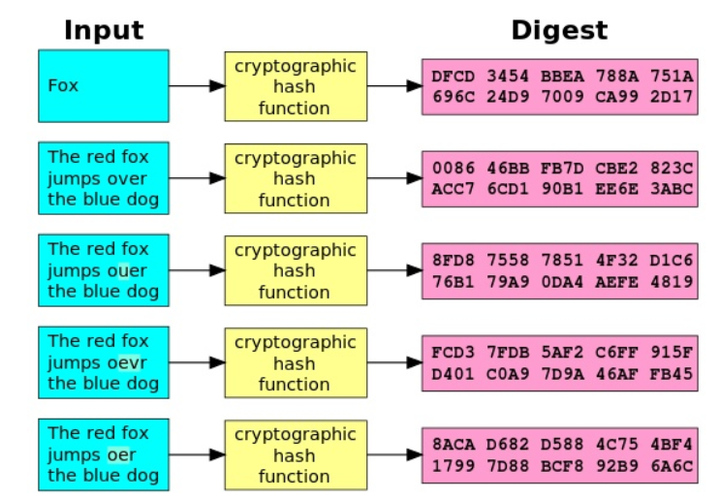 Input
Digest
Fox
cryptographic
hash
function
DFCD 3454 BBEA 788A 751A
696C 24D9 7009 CA99 2D17
The red fox
jumps over
the blue dog
cryptographic
hash
function
0086 46BB FB7D CBE2 823C
ACC7 6CD1 90B1 EE6E 3ABC
The red fox
jumps ouer
the blue dog
cryptographic
hash
function
8FD8 7558 7851 4F32 D1C6
76B1 79A9 0DA4 AEFE 4819
The red fox
jumps oevr
the blue dog
cryptographic
hash
function
FCD3 7FDB 5AF2 C6FF 915F
D401 C0A9 7D9A 46AF FB45
The red fox
jumps oer
the blue dog
cryptographic
hash
function
8ACA D682 D588 4C75 4BF4
1799 7D88 BCF8 92B9 6A6C